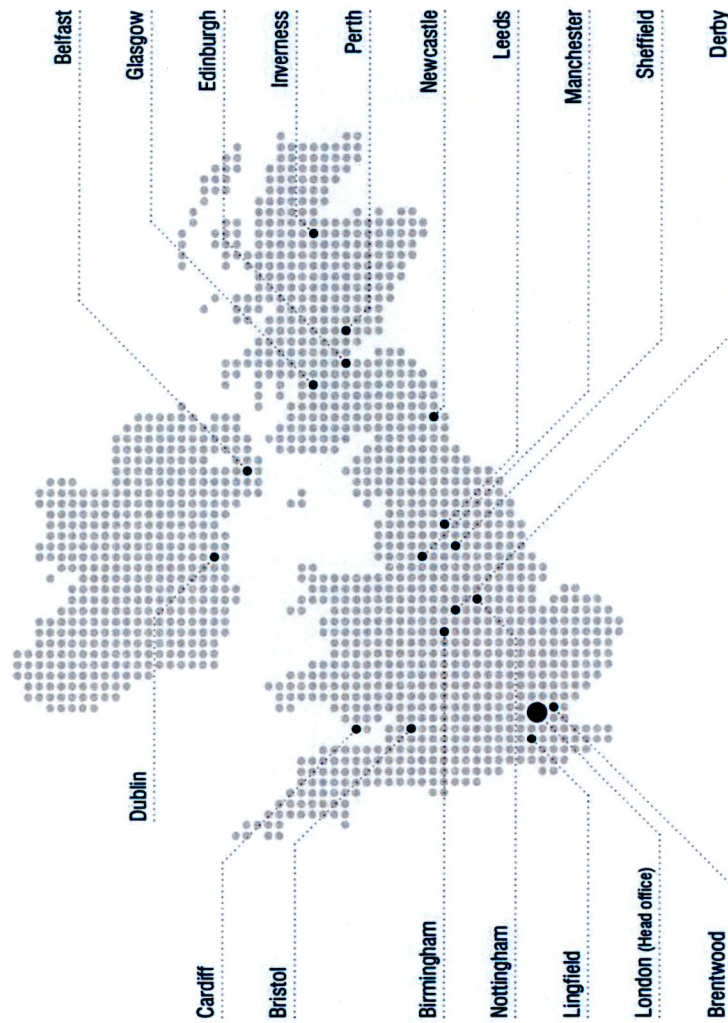 Belfast
Glasgow
Edinburgh
Inverness
Perth
Newcastle
Leeds
Manchester
Sheffield
Derby
Dublin
Cardiff
Bristol
Birmingham
Nottingham
Lingfield
London (Head office)
Brentwood